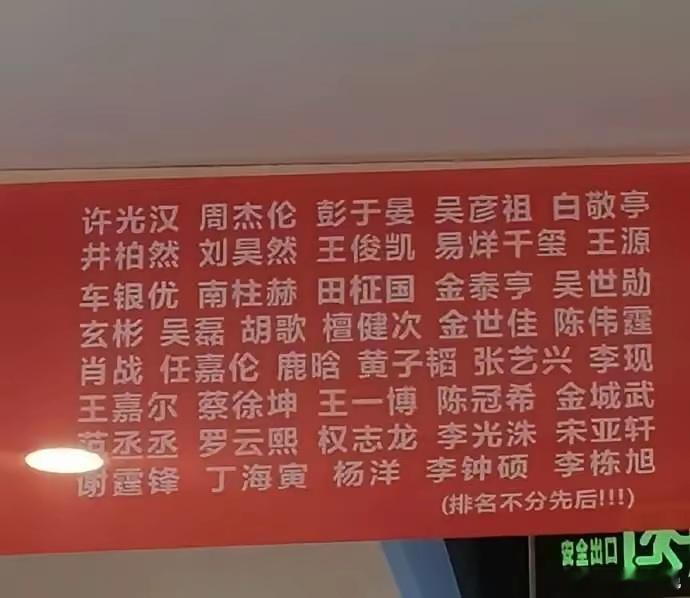 许光汉 周杰伦 彭于晏 吴彦祖 白敬亭
井柏然 刘昊然 王俊凯 易烊千玺 王源
车银优 南柱赫 田柾国 金泰亨 吴世勋
玄彬 吴磊 胡歌 檀健次 金世佳 陈伟霆
肖战 任嘉伦 鹿晗 黄子韬 张艺兴 李现
王嘉尔 蔡徐坤 王一博 陈冠希 金城武
范丞丞 罗云熙 权志龙 李光洙 宋亚轩
谢霆锋 丁海寅 杨洋 李钟硕 李栋旭
(排名不分先后!!!)
安全出口